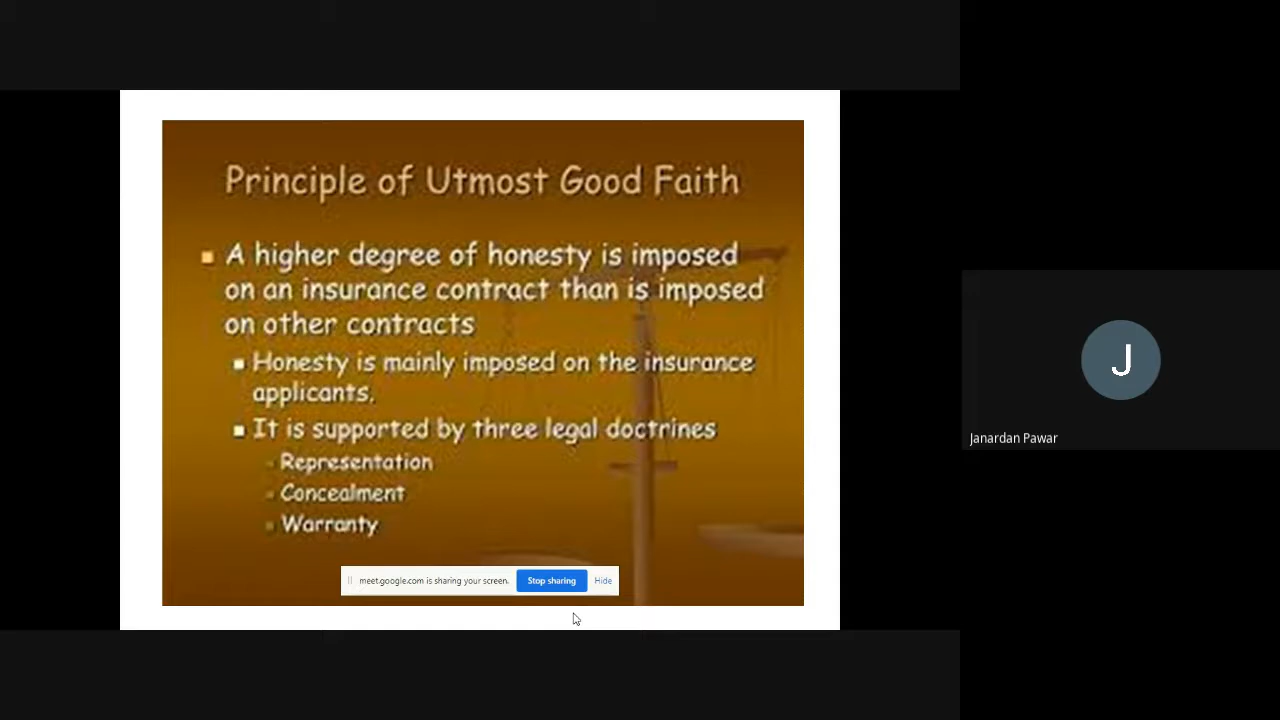 Principle of Utmost Good Faith
A higher degree of honesty is imposed
on an insurance contract than is imposed
on other contracts
Honesty is mainly imposed on the insurance
applicants.
It is supported by three legal doctrines
Representation
Concealment
Warranty
meet.google.com is sharing your screen. Stop sharing Hide
J
Janardan Pawar